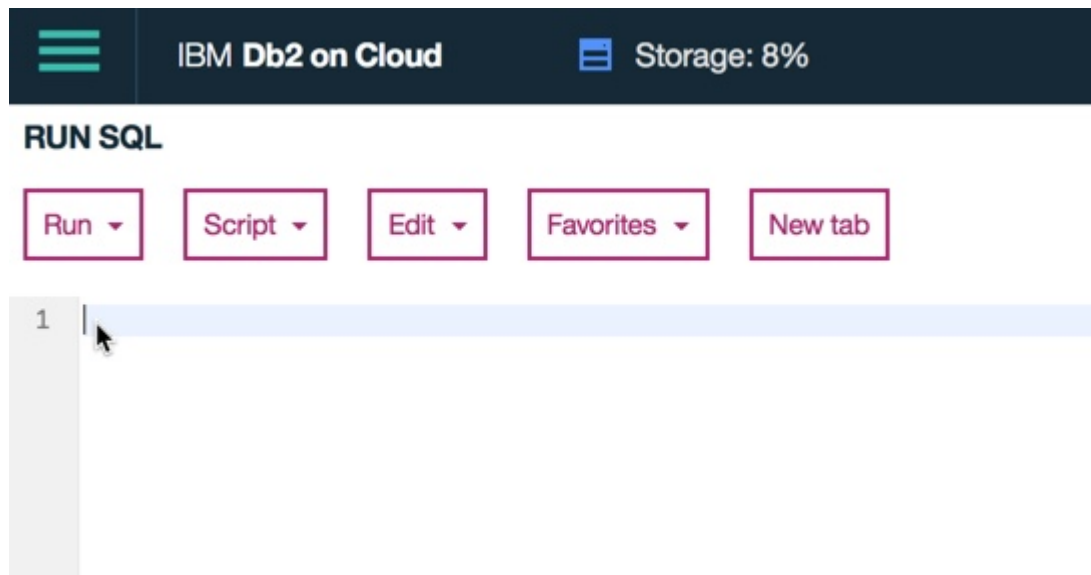 IBM Db2 on Cloud Storage: 8%
RUN SQL
Run Script Edit Favorites New tab
1